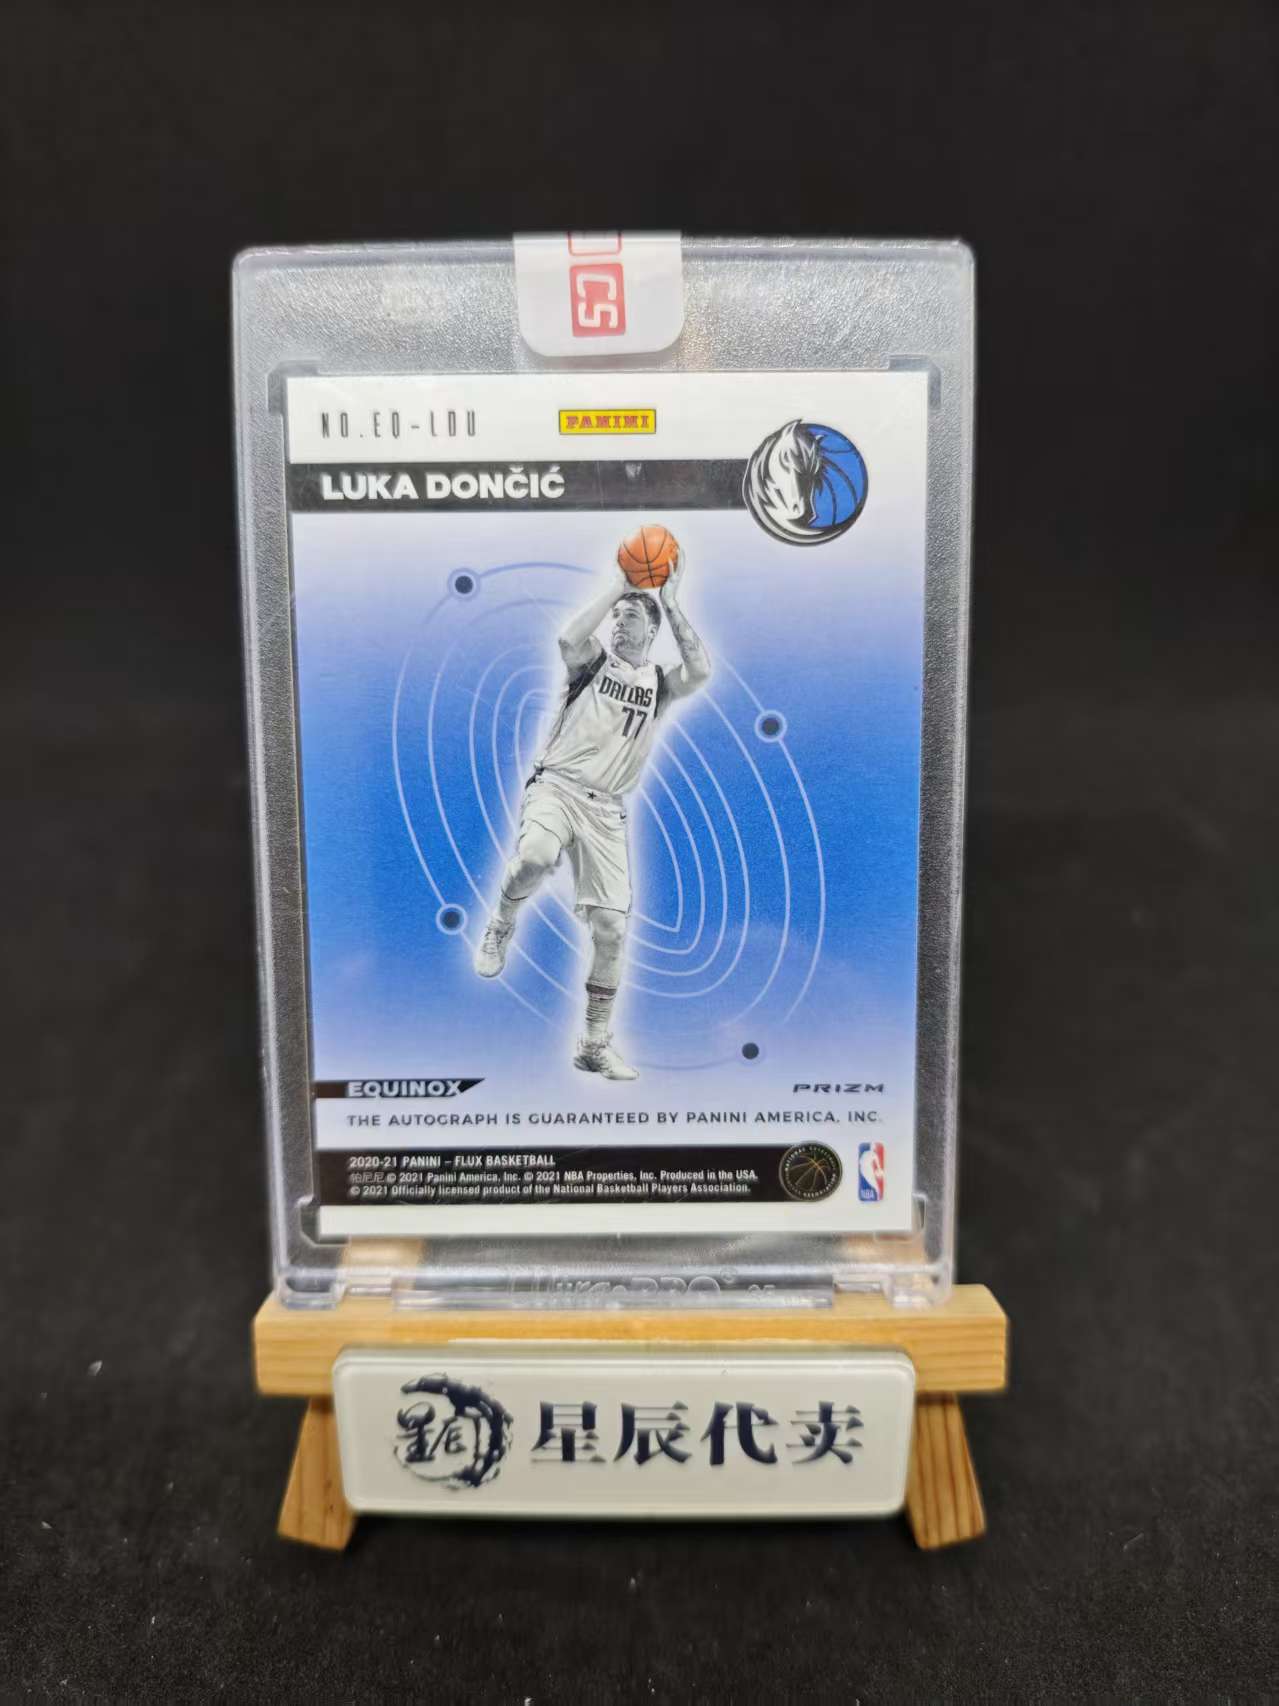 CS
NO.EQ-LDU
PANINI
LUKA DONČIĆ
DALLAS
77
EQUINOX
PRIZM
THE AUTOGRAPH IS GUARANTEED BY PANINI AMERICA, INC.
2020-21 PANINI – FLUX BASKETBALL
帕尼尼 © 2021 Panini America, Inc. © 2021 NBA Properties, Inc. Produced in the USA.
© 2021 Officially licensed product of the National Basketball Players Association.
NBA
星辰代卖